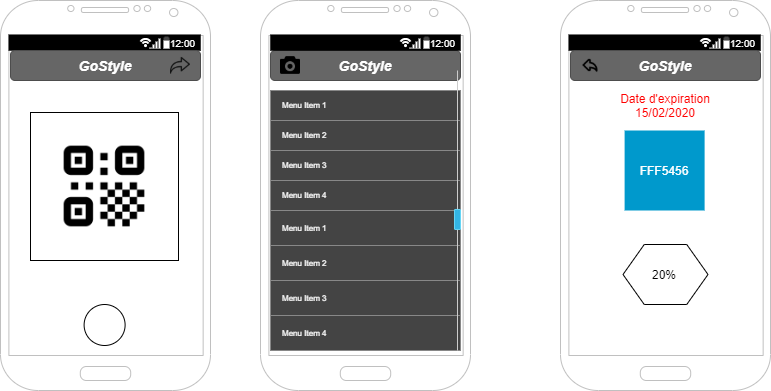 12:00
GoStyle
12:00
GoStyle
Menu Item 1
Menu Item 2
Menu Item 3
Menu Item 4
Menu Item 1
Menu Item 2
Menu Item 3
Menu Item 4
12:00
GoStyle
Date d'expiration
15/02/2020
FFF5456
20%